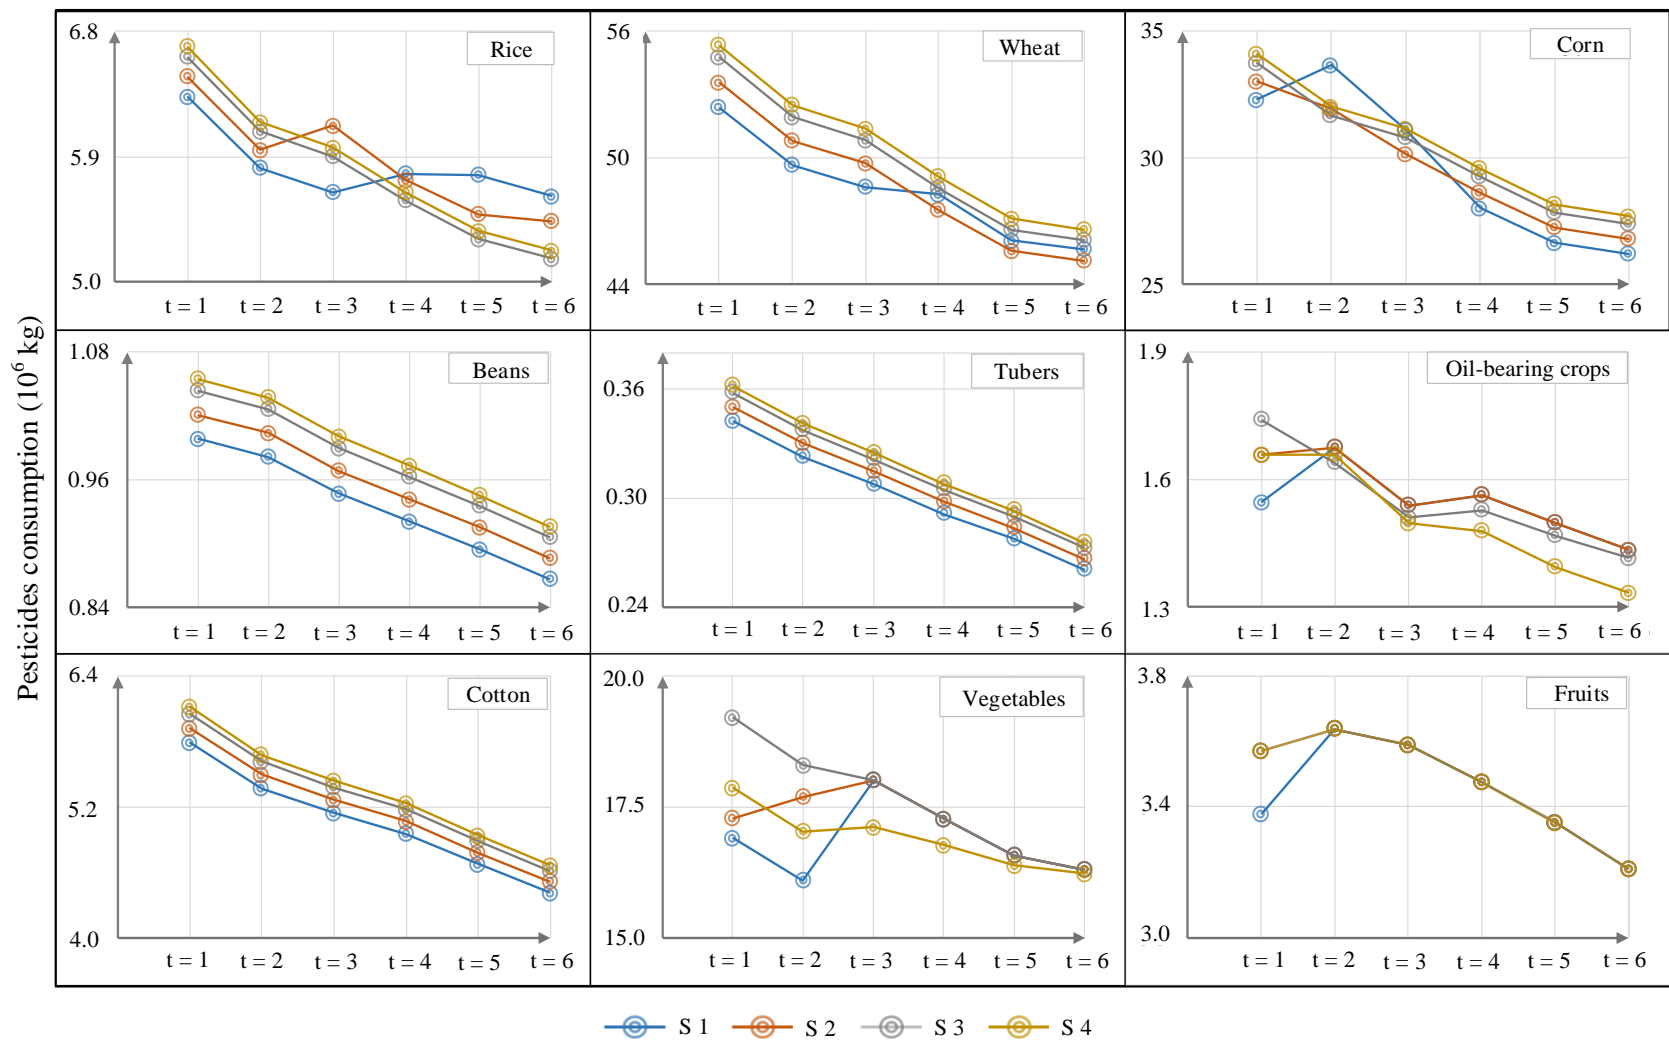 Pesticides consumption (10⁶ kg)
Rice
6.8
5.9
5.0
t = 1 t = 2 t = 3 t = 4 t = 5 t = 6
Wheat
56
50
44
t = 1 t = 2 t = 3 t = 4 t = 5 t = 6
Corn
35
30
25
t = 1 t = 2 t = 3 t = 4 t = 5 t = 6
Beans
1.08
0.96
0.84
t = 1 t = 2 t = 3 t = 4 t = 5 t = 6
Tubers
0.36
0.30
0.24
t = 1 t = 2 t = 3 t = 4 t = 5 t = 6
Oil-bearing crops
1.9
1.6
1.3
t = 1 t = 2 t = 3 t = 4 t = 5 t = 6
Cotton
6.4
5.2
4.0
t = 1 t = 2 t = 3 t = 4 t = 5 t = 6
Vegetables
20.0
17.5
15.0
t = 1 t = 2 t = 3 t = 4 t = 5 t = 6
Fruits
3.8
3.4
3.0
t = 1 t = 2 t = 3 t = 4 t = 5 t = 6
S 1 S 2 S 3 S 4